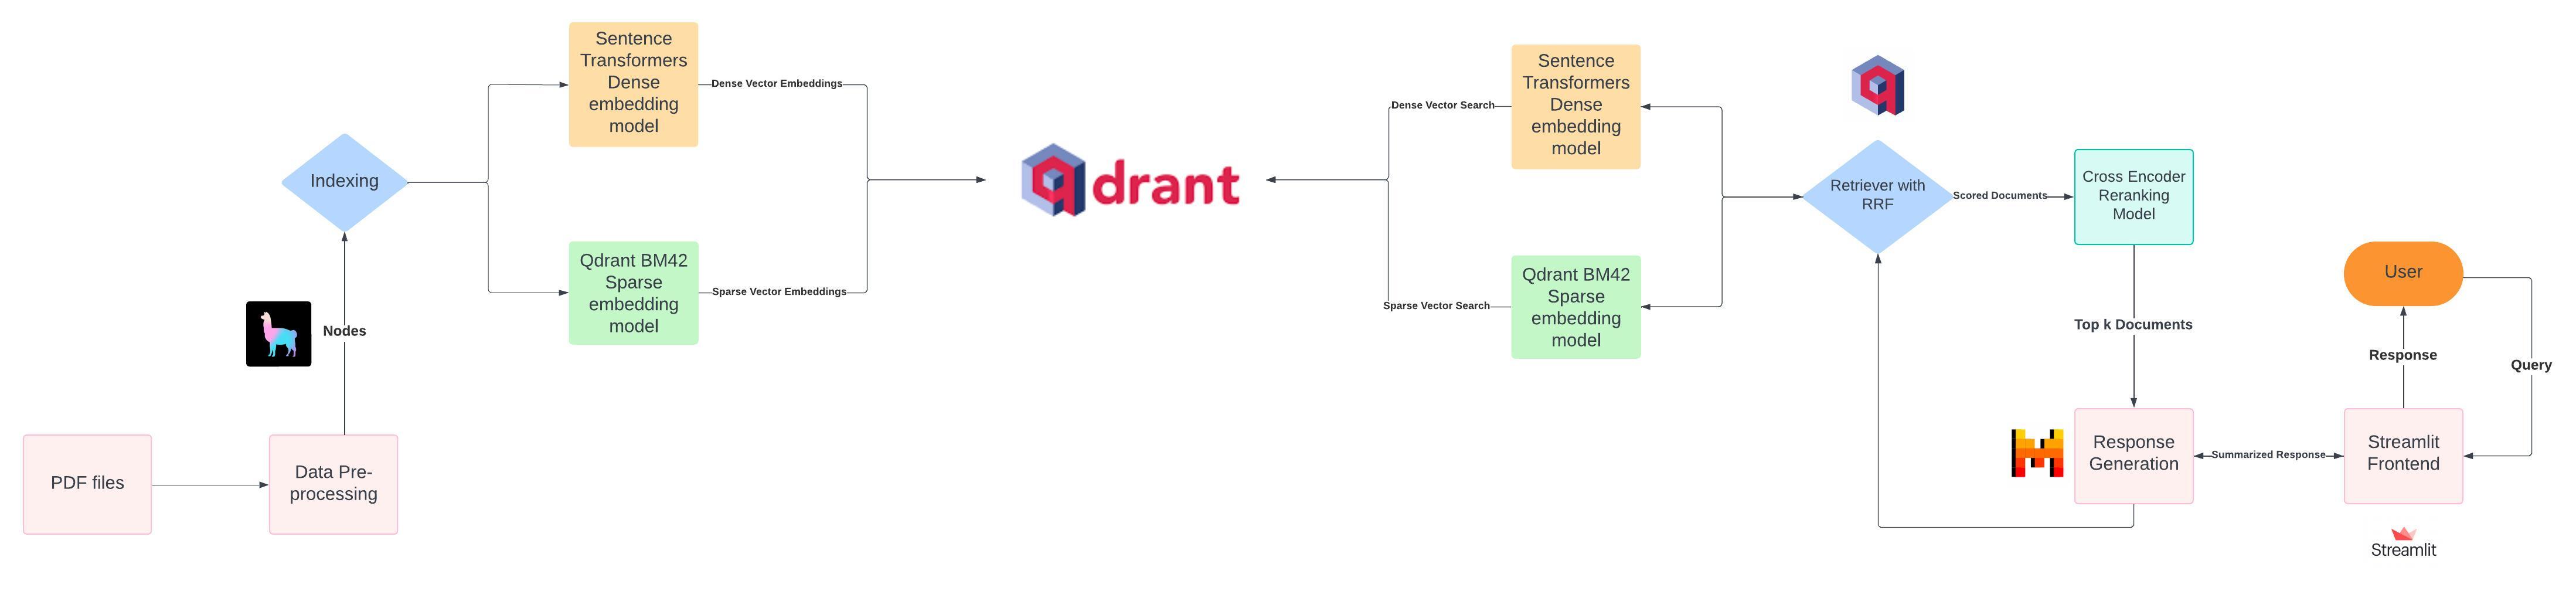 PDF files
Data Pre-
processing
Nodes
Indexing
Sentence
Transformers
Dense
embedding
model
Dense Vector Embeddings
Qdrant BM42
Sparse
embedding
model
Sparse Vector Embeddings
qdrant
Dense Vector Search
Sentence
Transformers
Dense
embedding
model
Sparse Vector Search
Qdrant BM42
Sparse
embedding
model
Retriever with
RRF
Scored Documents
Cross Encoder
Reranking
Model
Top k Documents
Response
Generation
Summarized Response
Streamlit
Frontend
Streamlit
Response
User
Query